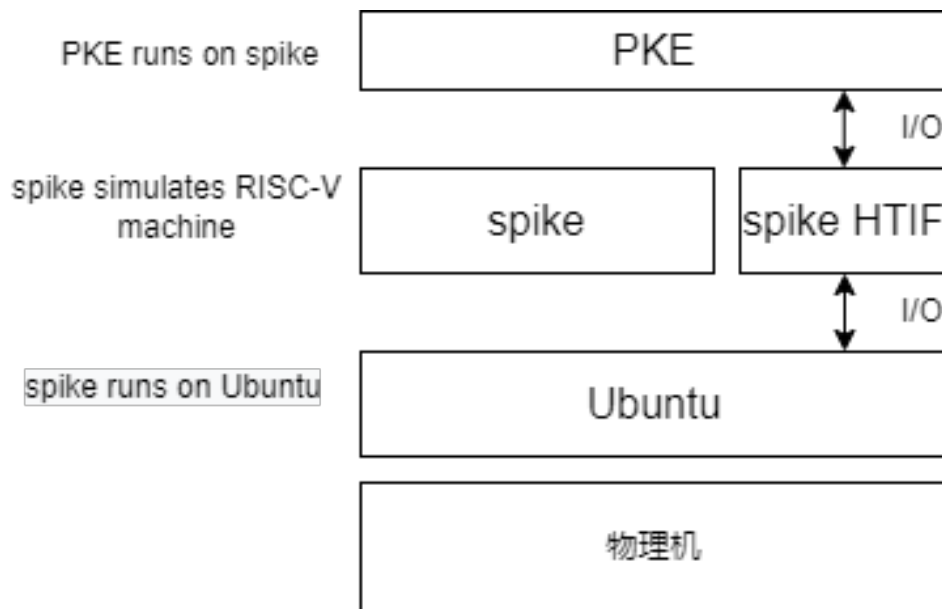 PKE runs on spike
PKE
I/O
spike simulates RISC-V
machine
spike
spike HTIF
I/O
spike runs on Ubuntu
Ubuntu
物理机